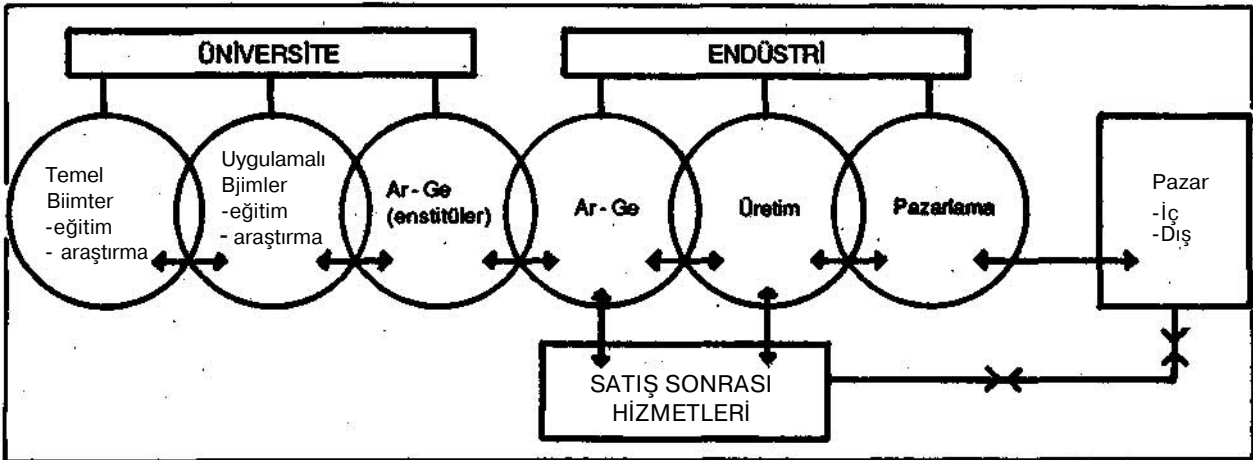 ÜNİVERSİTE
ENDÜSTRİ
Temel
Biimter
-eğitim
- araştırma
Uygulamalı
Bjimler
-eğitim
- araştırma
Ar - Ge
(enstitüler)
Ar - Ge
Üretim
Pazarlama
Pazar
-İç
-Dış
SATIŞ SONRASI
HİZMETLERİ